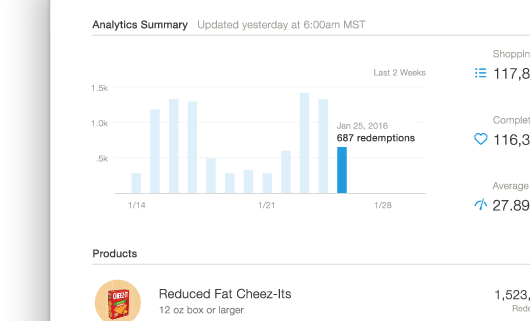 Analytics Summary Updated yesterday at 6:00am MST
Shoppin
Last 2 Weeks
117,8
1.5k
1.0k
Complet
Jan 25, 2016
687 redemptions
116,3
.5k
Average
1/14
1/21
1/28
27.89
Products
CHEEZ-IT
Reduced Fat Cheez-Its
1,523,
12 oz box or larger
Rede